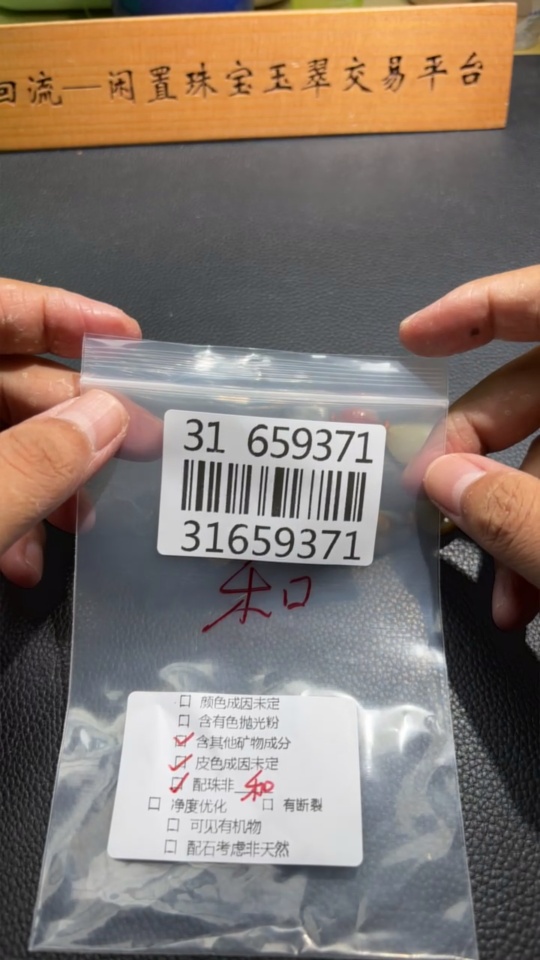 回流—闲置珠宝玉翠交易平台
31 659371
31659371
和
☐ 颜色成因未定
☐ 含有色抛光粉
☑ 含其他矿物成分
☑ 皮色成因未定
☑ 配珠非 和
☐ 净度优化 ☐ 有断裂
☐ 可见有机物
☐ 配石考虑非天然